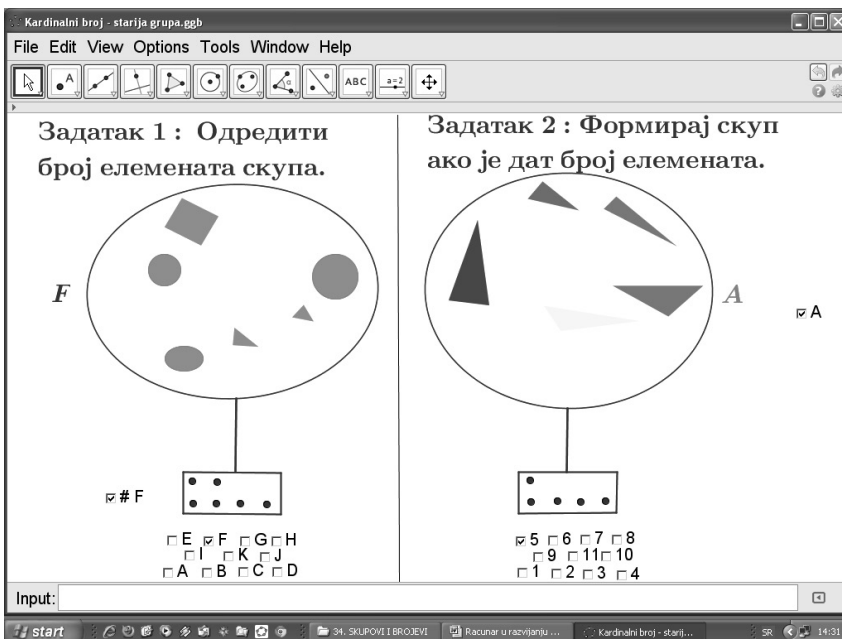 Kardinalni broj - starija grupa.ggb
File Edit View Options Tools Window Help
A ABC a=2
Задатак 1 : Одредити
број елемената скупа.
F
# F
E F G H
I K J
A B C D
Задатак 2 : Формирај скуп
ако је дат број елемената.
A
A
5 6 7 8
9 11 10
1 2 3 4
Input:
start 34. SKUPOVI I BROJEVI Racunar u razvijanju ... Kardinalni broj - starij... SR 14:31